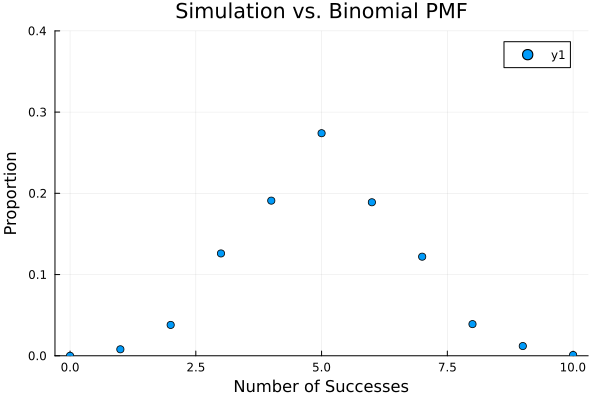 Simulation vs. Binomial PMF
y1
0.4
0.3
0.2
0.1
0.0
Proportion
0.0 2.5 5.0 7.5 10.0
Number of Successes